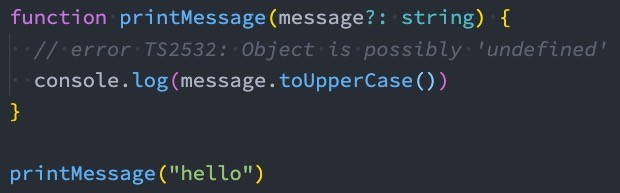 function printMessage(message?: string) {
  // error TS2532: Object is possibly 'undefined'
  console.log(message.toUpperCase())
}
printMessage("hello")